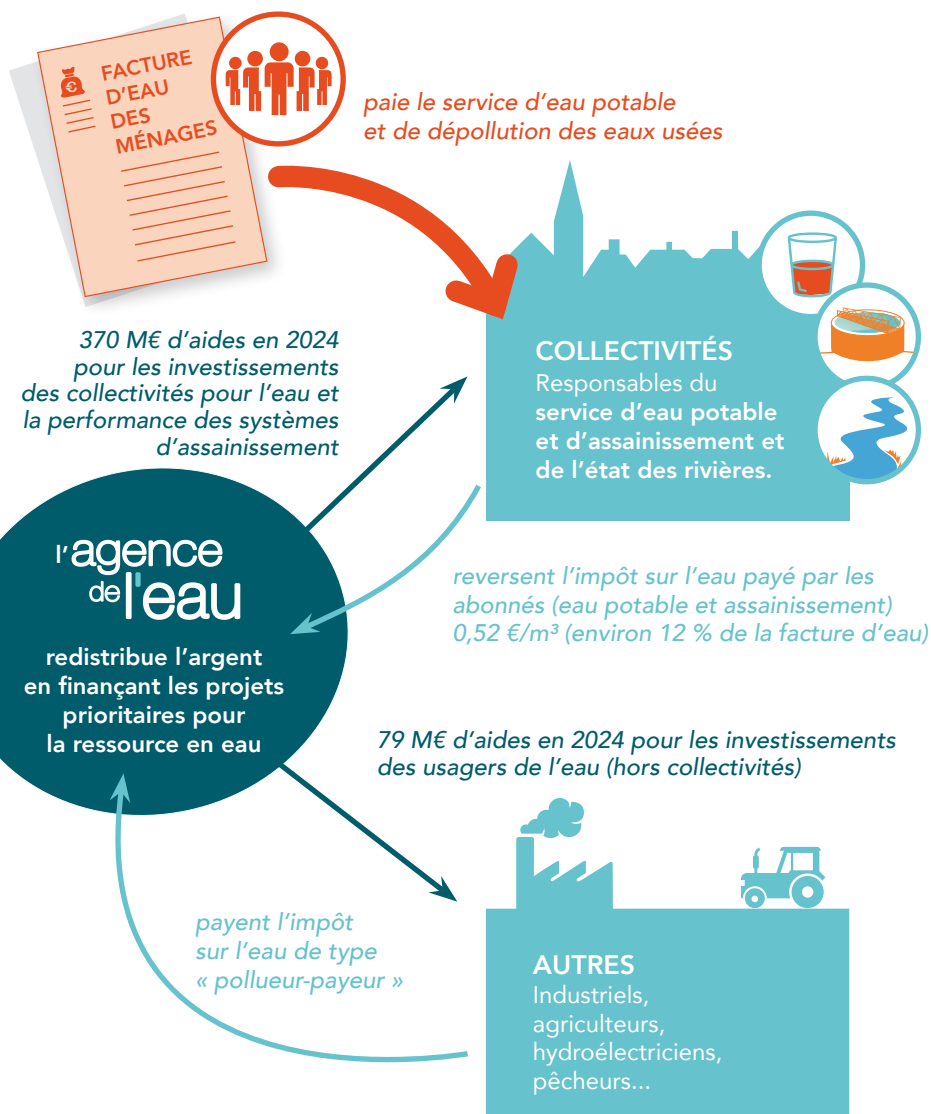 FACTURE
D'EAU
DES
MÉNAGES
€
paie le service d'eau potable
et de dépollution des eaux usées
370 M€ d'aides en 2024
pour les investissements
des collectivités pour l'eau et
la performance des systèmes
d'assainissement
COLLECTIVITÉS
Responsables du
service d'eau potable
et d'assainissement et
de l'état des rivières.
l'agence
de l'eau
redistribue l'argent
en finançant les projets
prioritaires pour
la ressource en eau
reversent l'impôt sur l'eau payé par les
abonnés (eau potable et assainissement)
0,52 €/m³ (environ 12 % de la facture d'eau)
79 M€ d'aides en 2024 pour les investissements
des usagers de l'eau (hors collectivités)
payent l'impôt
sur l'eau de type
« pollueur-payeur »
AUTRES
Industriels,
agriculteurs,
hydroélectriciens,
pêcheurs...